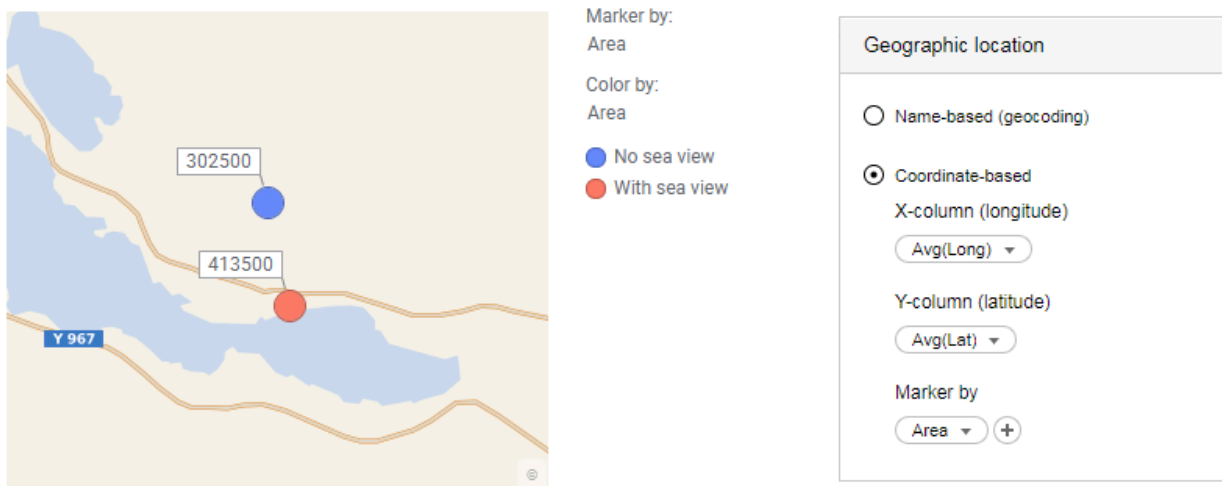 302500
413500
Y 967
©
Marker by:
Area
Color by:
Area
No sea view
With sea view
Geographic location
Name-based (geocoding)
Coordinate-based
X-column (longitude)
Avg(Long)
Y-column (latitude)
Avg(Lat)
Marker by
Area